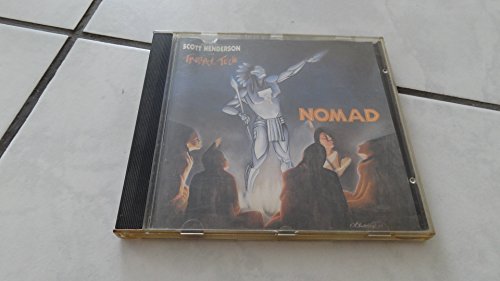 SCOTT HENDERSON
TRIBAL TECH
NOMAD